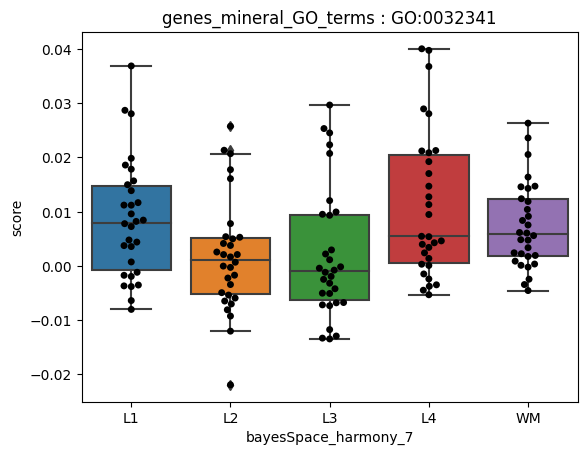 genes_mineral_GO_terms : GO:0032341
0.04
0.03
0.02
0.01
0.00
−0.01
−0.02
score
L1 L2 L3 L4 WM
bayesSpace_harmony_7